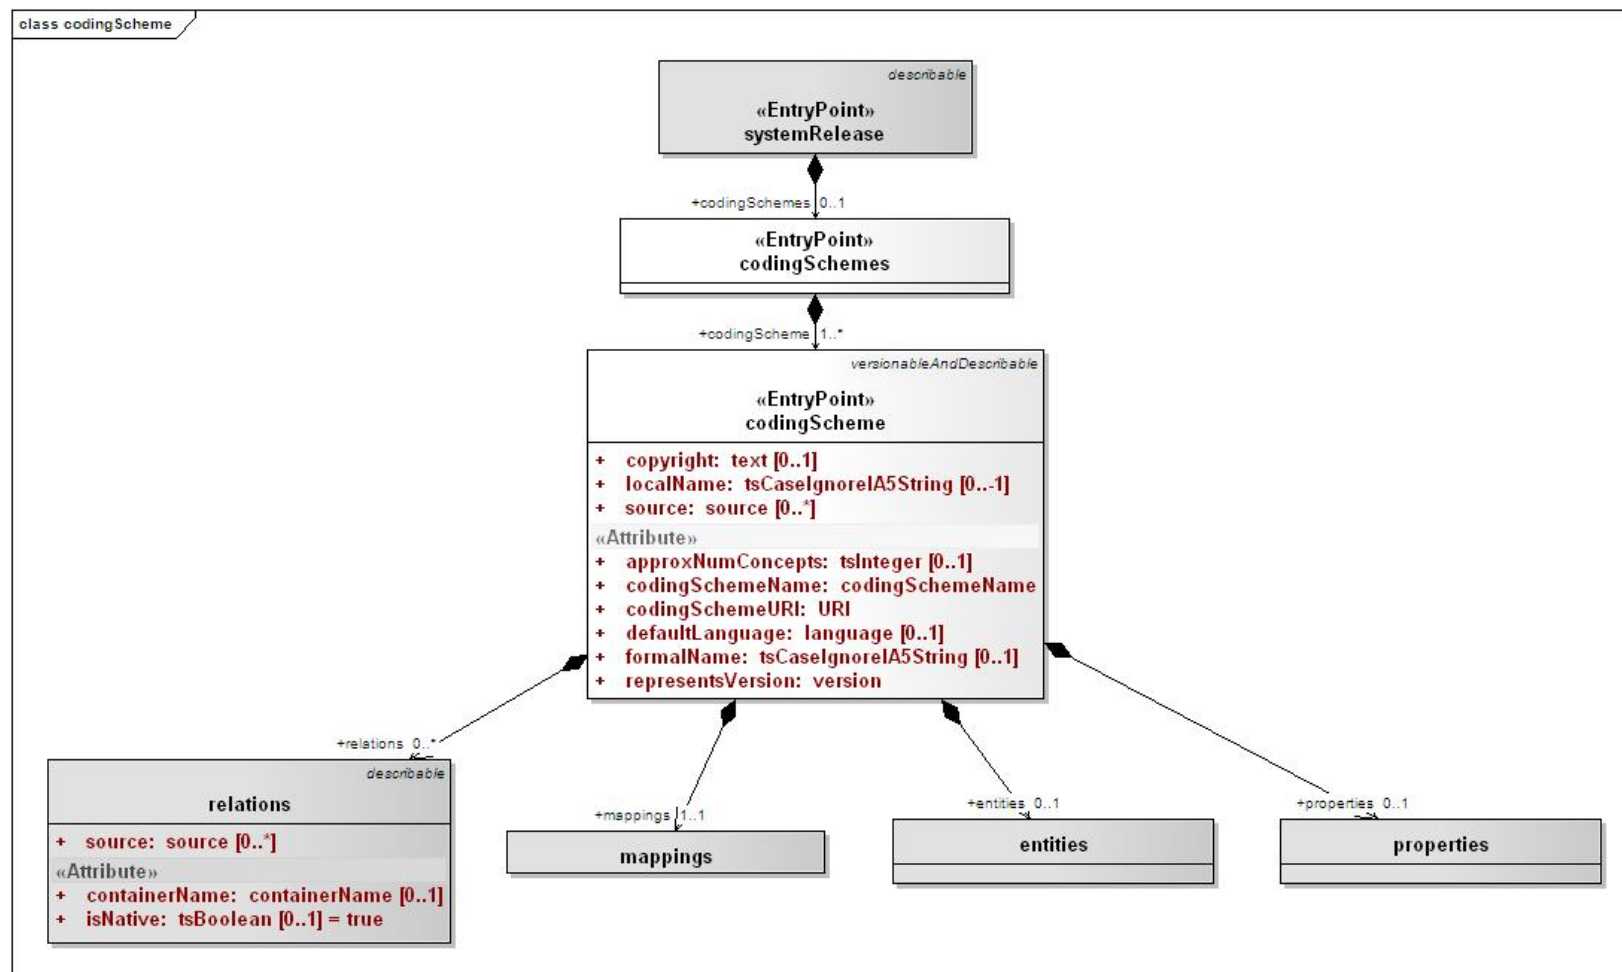 class codingScheme
describable
«EntryPoint»
systemRelease
+codingSchemes 0..1
«EntryPoint»
codingSchemes
+codingScheme 1..*
versionableAndDescribable
«EntryPoint»
codingScheme
+ copyright: text [0..1]
+ localName: tsCaseIgnoreIA5String [0..-1]
+ source: source [0..*]
«Attribute»
+ approxNumConcepts: tsInteger [0..1]
+ codingSchemeName: codingSchemeName
+ codingSchemeURI: URI
+ defaultLanguage: language [0..1]
+ formalName: tsCaseIgnoreIA5String [0..1]
+ representsVersion: version
+relations 0..*
describable
relations
+ source: source [0..*]
«Attribute»
+ containerName: containerName [0..1]
+ isNative: tsBoolean [0..1] = true
+mappings 1..1
mappings
+entities 0..1
entities
+properties 0..1
properties